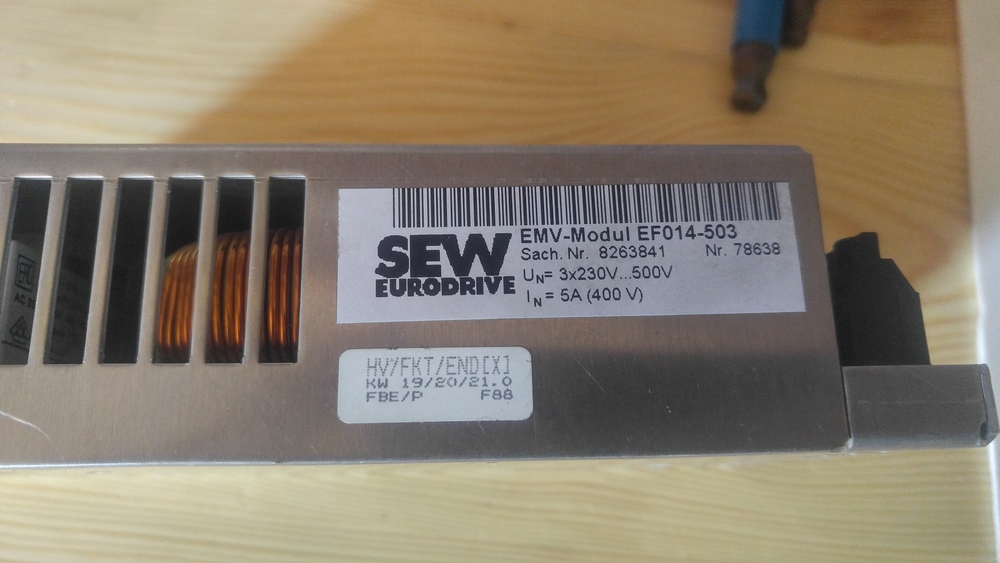 SEW
EURODRIVE
EMV-Modul EF014-503
Sach. Nr. 8263841 Nr. 78638
UN= 3x230V...500V
IN = 5A (400 V)
HV/FKT/END[X]
KW 19/20/21.0
FBE/P F88
AC